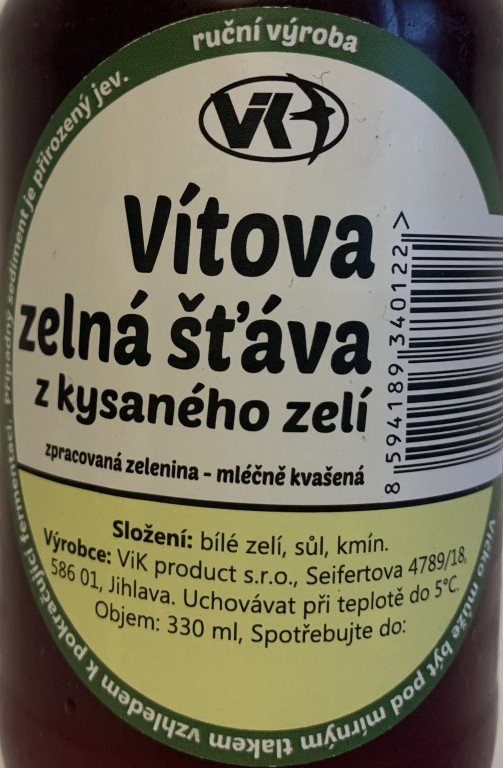 ruční výroba
ViK
Vítova
zelná šťáva
z kysaného zelí
zpracovaná zelenina - mléčně kvašená
8 594189 340122 >
Složení: bílé zelí, sůl, kmín.
Výrobce: ViK product s.r.o., Seifertova 4789/18,
586 01, Jihlava. Uchovávat při teplotě do 5°C.
Objem: 330 ml, Spotřebujte do:
může být pod mírným tlakem vzhledem k pokračující fermentaci. Případný sediment je přirozený jev.